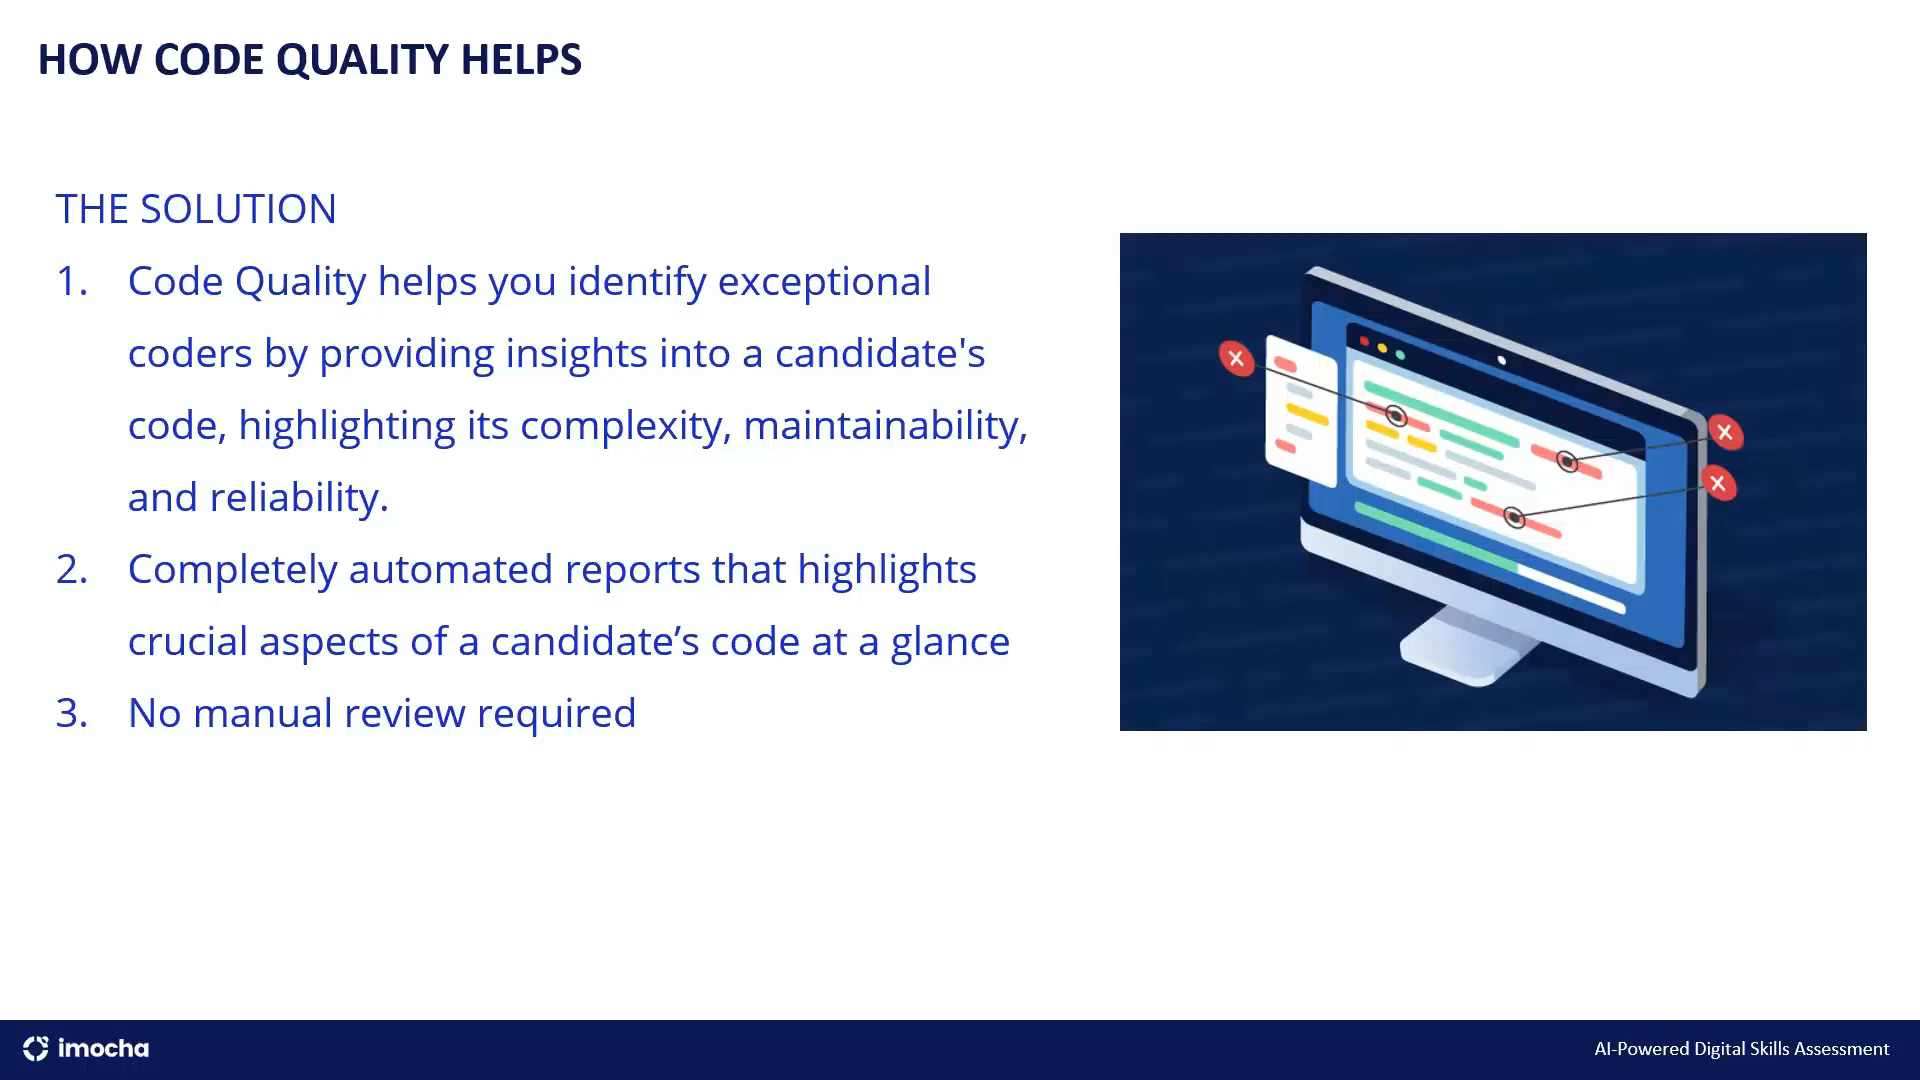 HOW CODE QUALITY HELPS
THE SOLUTION
1. Code Quality helps you identify exceptional
coders by providing insights into a candidate's
code, highlighting its complexity, maintainability,
and reliability.
2. Completely automated reports that highlights
crucial aspects of a candidate’s code at a glance
3. No manual review required
imocha
AI-Powered Digital Skills Assessment